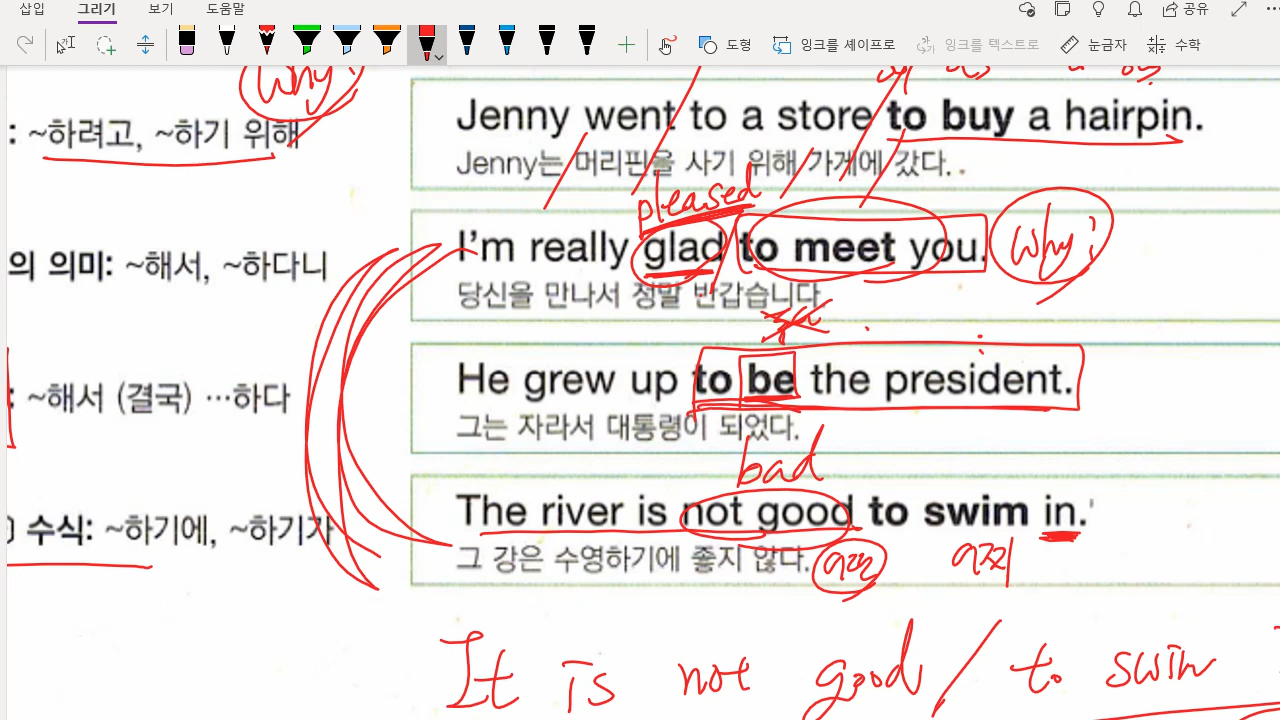 삽입 그리기 보기 도움말
공유
도형 잉크를 셰이프로 잉크를 텍스트로 눈금자 수학
why?
: ~하려고, ~하기 위해
Jenny went to a store to buy a hairpin.
Jenny는 머리핀을 사기 위해 가게에 갔다.
pleased
의 의미: ~해서, ~하다니
I'm really glad to meet you.
why?
당신을 만나서 정말 반갑습니다
: ~해서 (결국) …하다
He grew up to be the president.
그는 자라서 대통령이 되었다.
bad
수식: ~하기에, ~하기가
The river is not good to swim in.
그 강은 수영하기에 좋지 않다.
It is not good / to swim